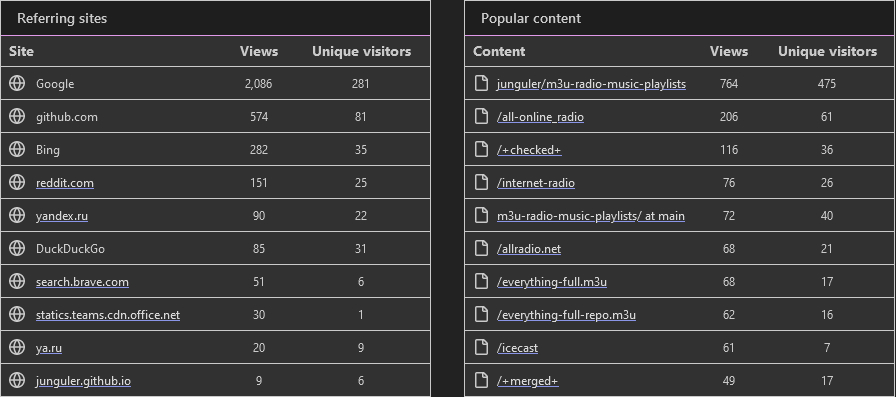 Referring sites
Site Views Unique visitors
Google 2,086 281
github.com 574 81
Bing 282 35
reddit.com 151 25
yandex.ru 90 22
DuckDuckGo 85 31
search.brave.com 51 6
statics.teams.cdn.office.net 30 1
ya.ru 20 9
junguler.github.io 9 6
Popular content
Content Views Unique visitors
junguler/m3u-radio-music-playlists 764 475
/all-online_radio 206 61
/+checked+ 116 36
/internet-radio 76 26
m3u-radio-music-playlists/ at main 72 40
/allradio.net 68 21
/everything-full.m3u 68 17
/everything-full-repo.m3u 62 16
/icecast 61 7
/+merged+ 49 17